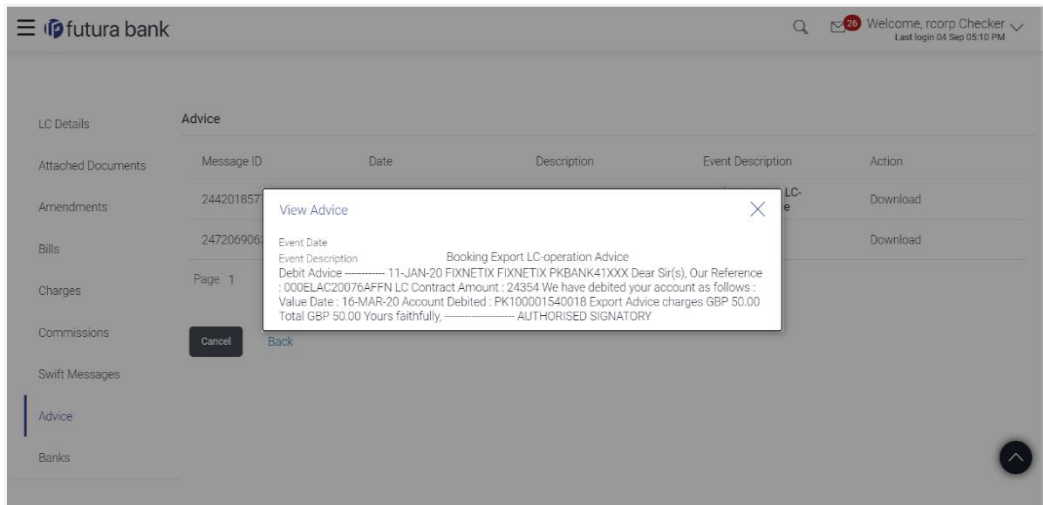 futura bank
26
Welcome, rcorp Checker
Last login 04 Sep 05:10 PM
LC Details
Attached Documents
Amendments
Bills
Charges
Commissions
Swift Messages
Advice
Banks
Advice
Message ID Date Description Event Description Action
244201857 LC- Download
e
247206906 Download
Page 1
Cancel Back
View Advice
Event Date
Event Description Booking Export LC-operation Advice
Debit Advice ------------ 11-JAN-20 FIXNETIX FIXNETIX PKBANK41XXX Dear Sir(s), Our Reference
: 000ELAC20076AFFN LC Contract Amount : 24354 We have debited your account as follows :
Value Date : 16-MAR-20 Account Debited : PK100001540018 Export Advice charges GBP 50.00
Total GBP 50.00 Yours faithfully, --------------------- AUTHORISED SIGNATORY